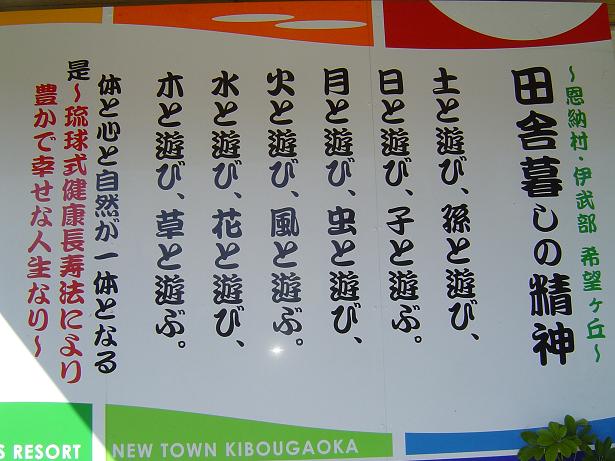 ～恩納村・伊武部 希望ヶ丘～
田舎暮しの精神
土と遊び、孫と遊び、
日と遊び、子と遊ぶ。
月と遊び、虫と遊び、
火と遊び、風と遊ぶ。
水と遊び、花と遊び、
木と遊び、草と遊ぶ。
体と心と自然が一体となる
是～琉球式健康長寿法により
豊かで幸せな人生なり～
S RESORT
NEW TOWN KIBOUGAOKA